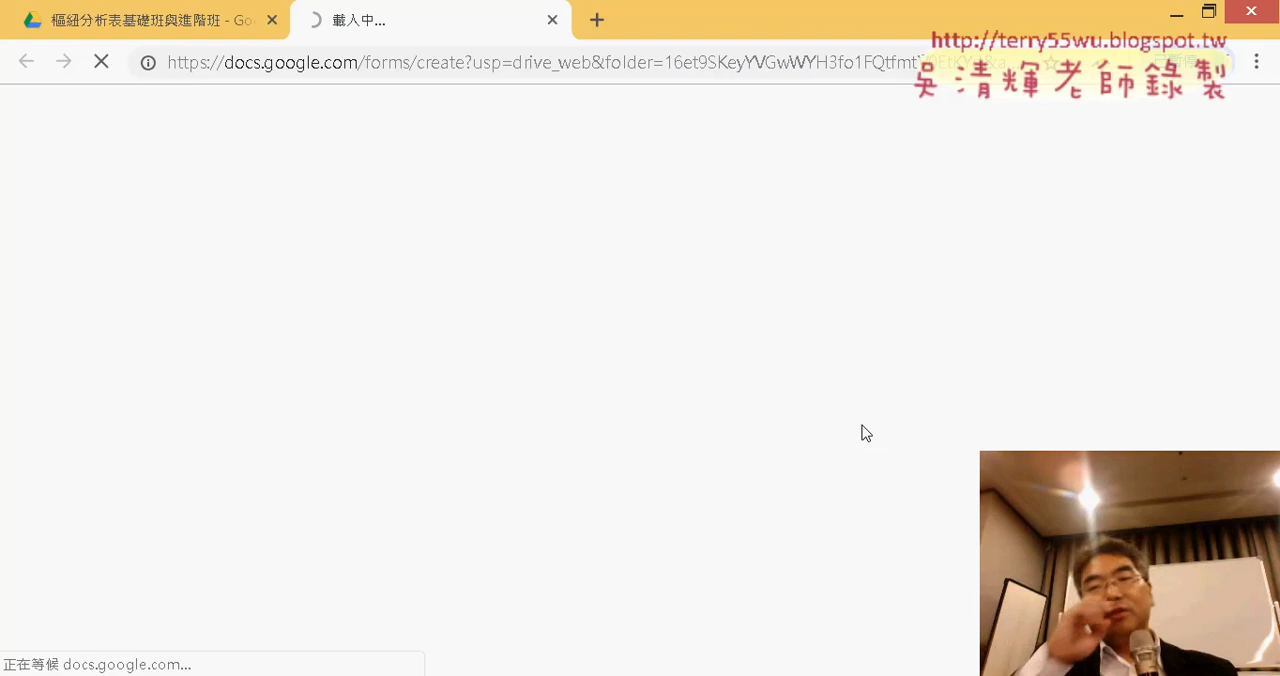 樞紐分析表基礎班與進階班 - Go
載入中...
https://docs.google.com/forms/create?usp=drive_web&folder=16et9SKeyYVGwWYH3fo1FQtfmt
http://terry55wu.blogspot.tw
吳清輝老師錄製
正在等候 docs.google.com...